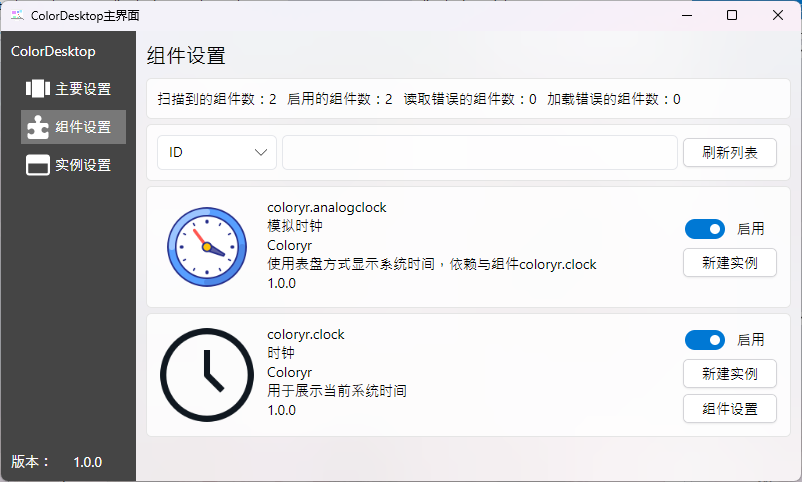 ColorDesktop主界面
ColorDesktop
主要设置
组件设置
实例设置
版本： 1.0.0
组件设置
扫描到的组件数：2 启用的组件数：2 读取错误的组件数：0 加载错误的组件数：0
ID
刷新列表
coloryr.analogclock
模拟时钟
Coloryr
使用表盘方式显示系统时间，依赖与组件coloryr.clock
1.0.0
启用
新建实例
coloryr.clock
时钟
Coloryr
用于展示当前系统时间
1.0.0
启用
新建实例
组件设置